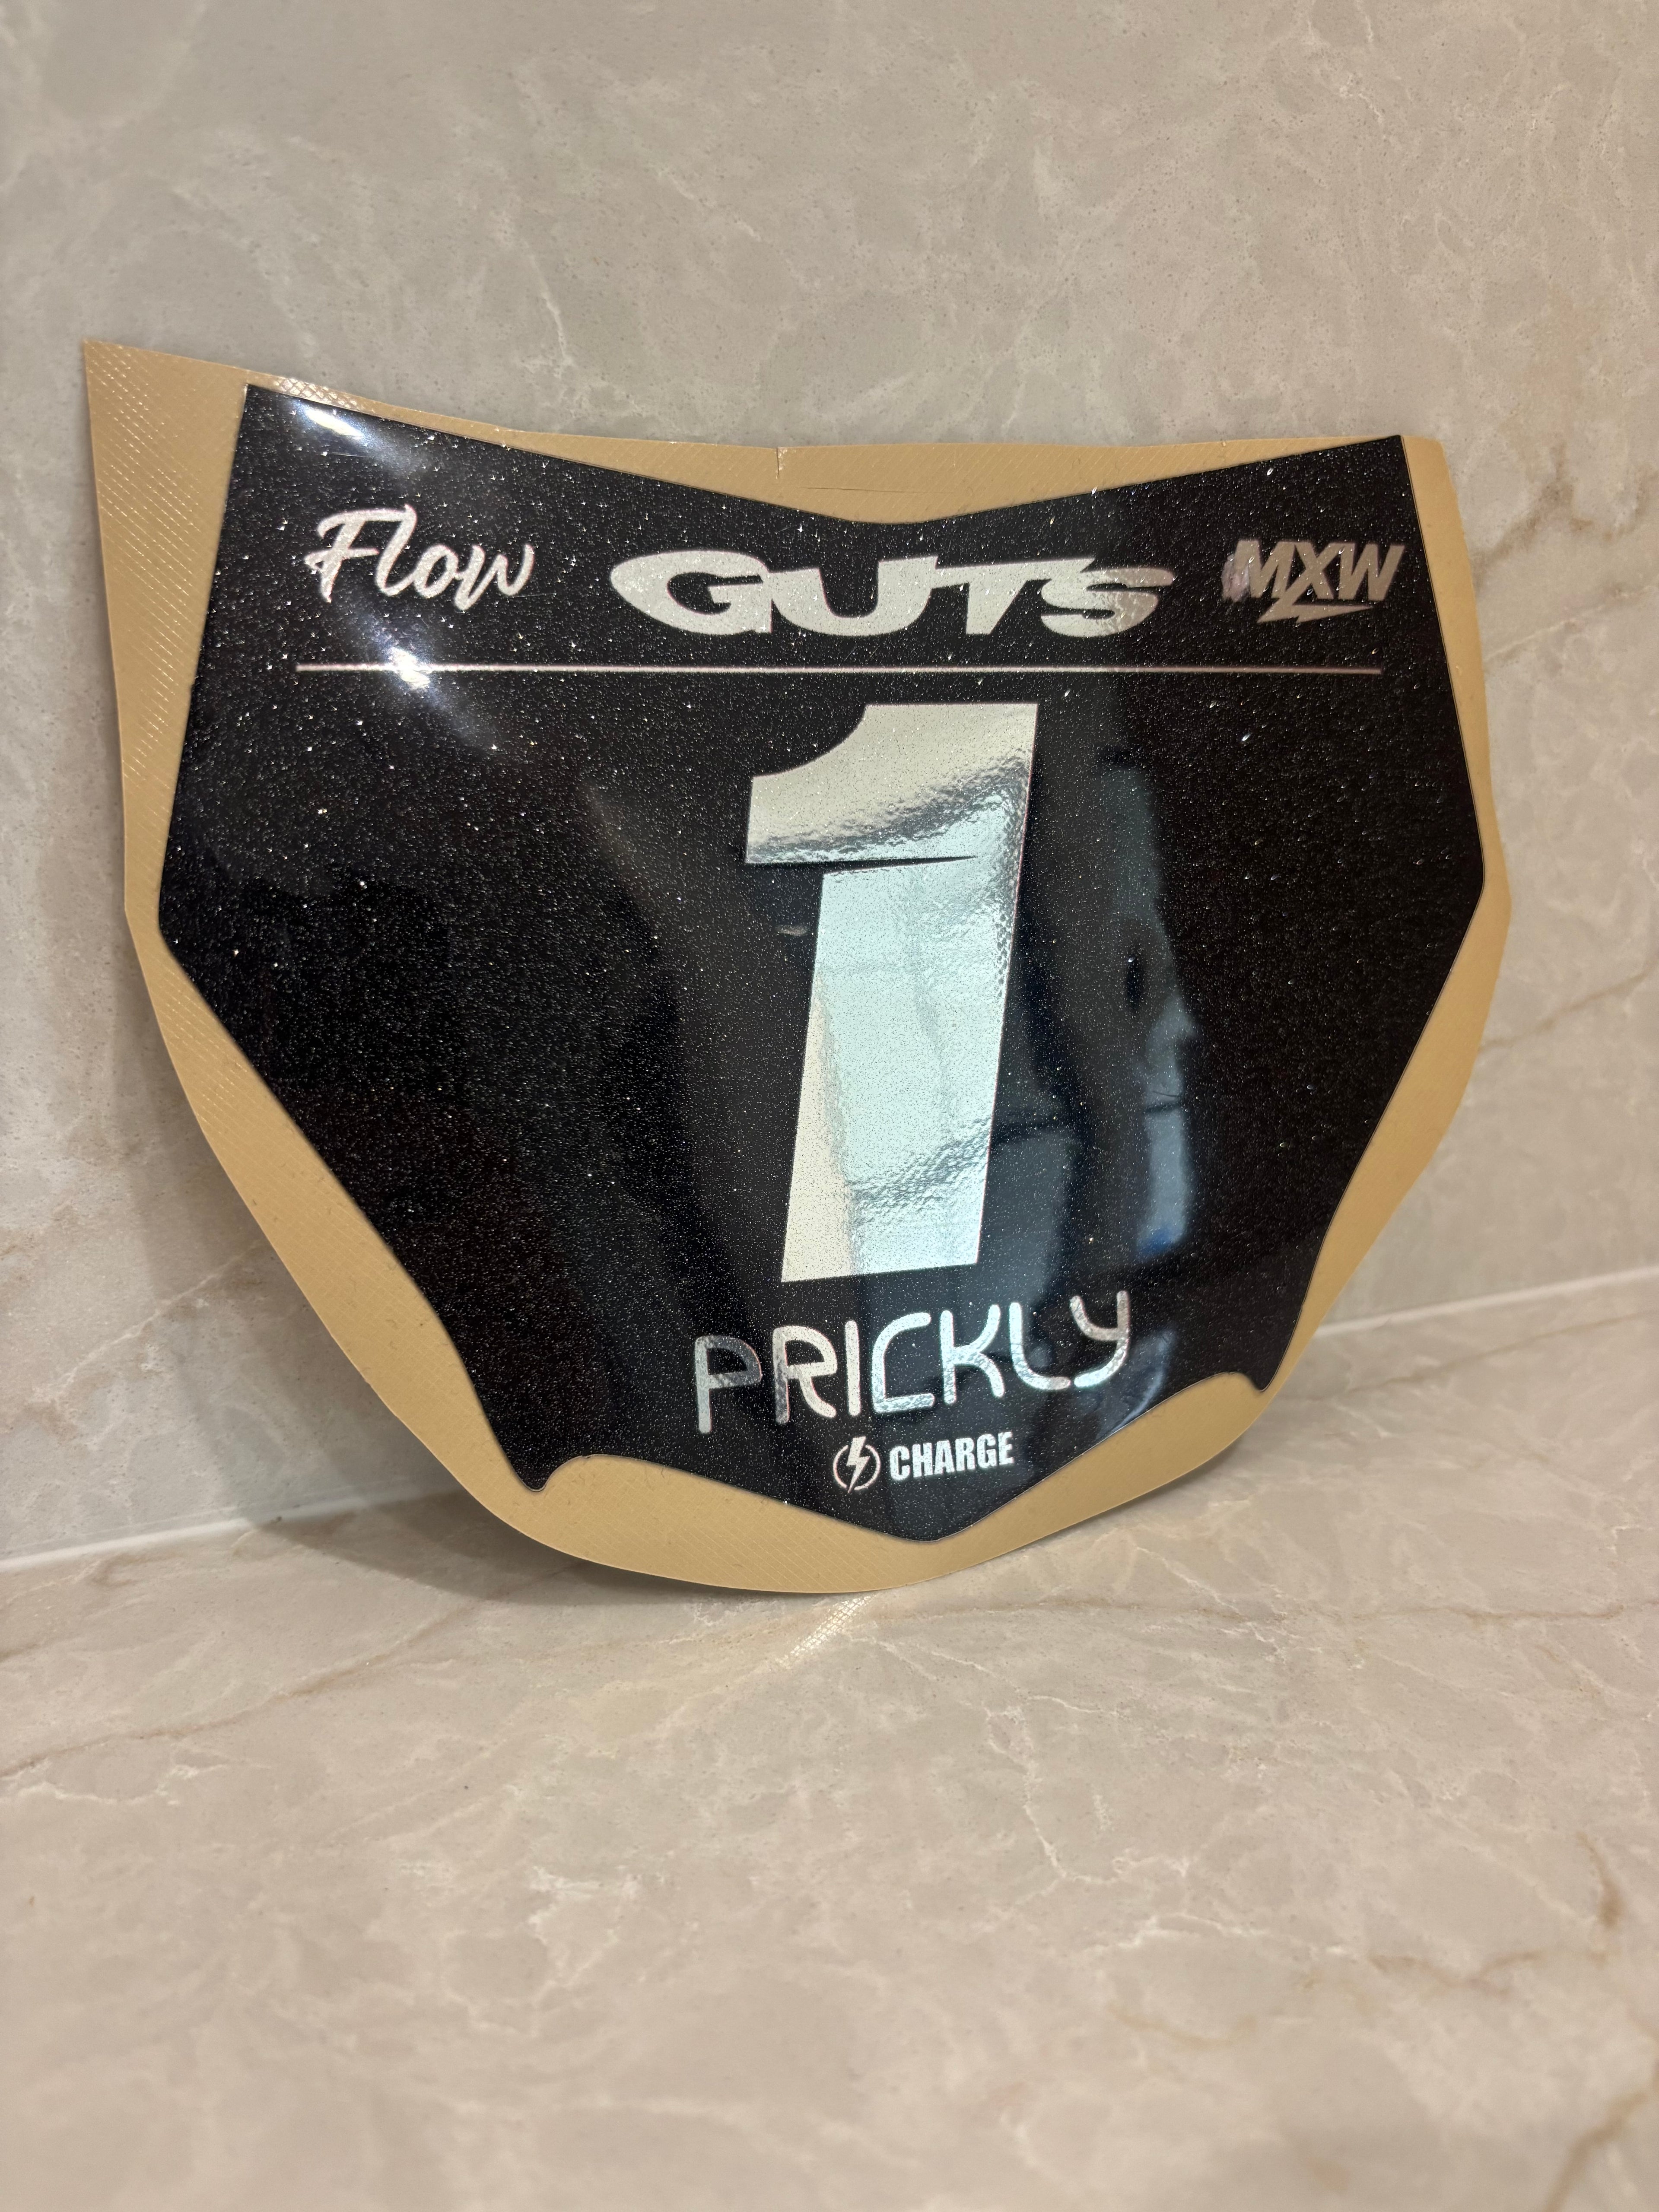 Flow GUTS MXW
1
PRICKLY
CHARGE